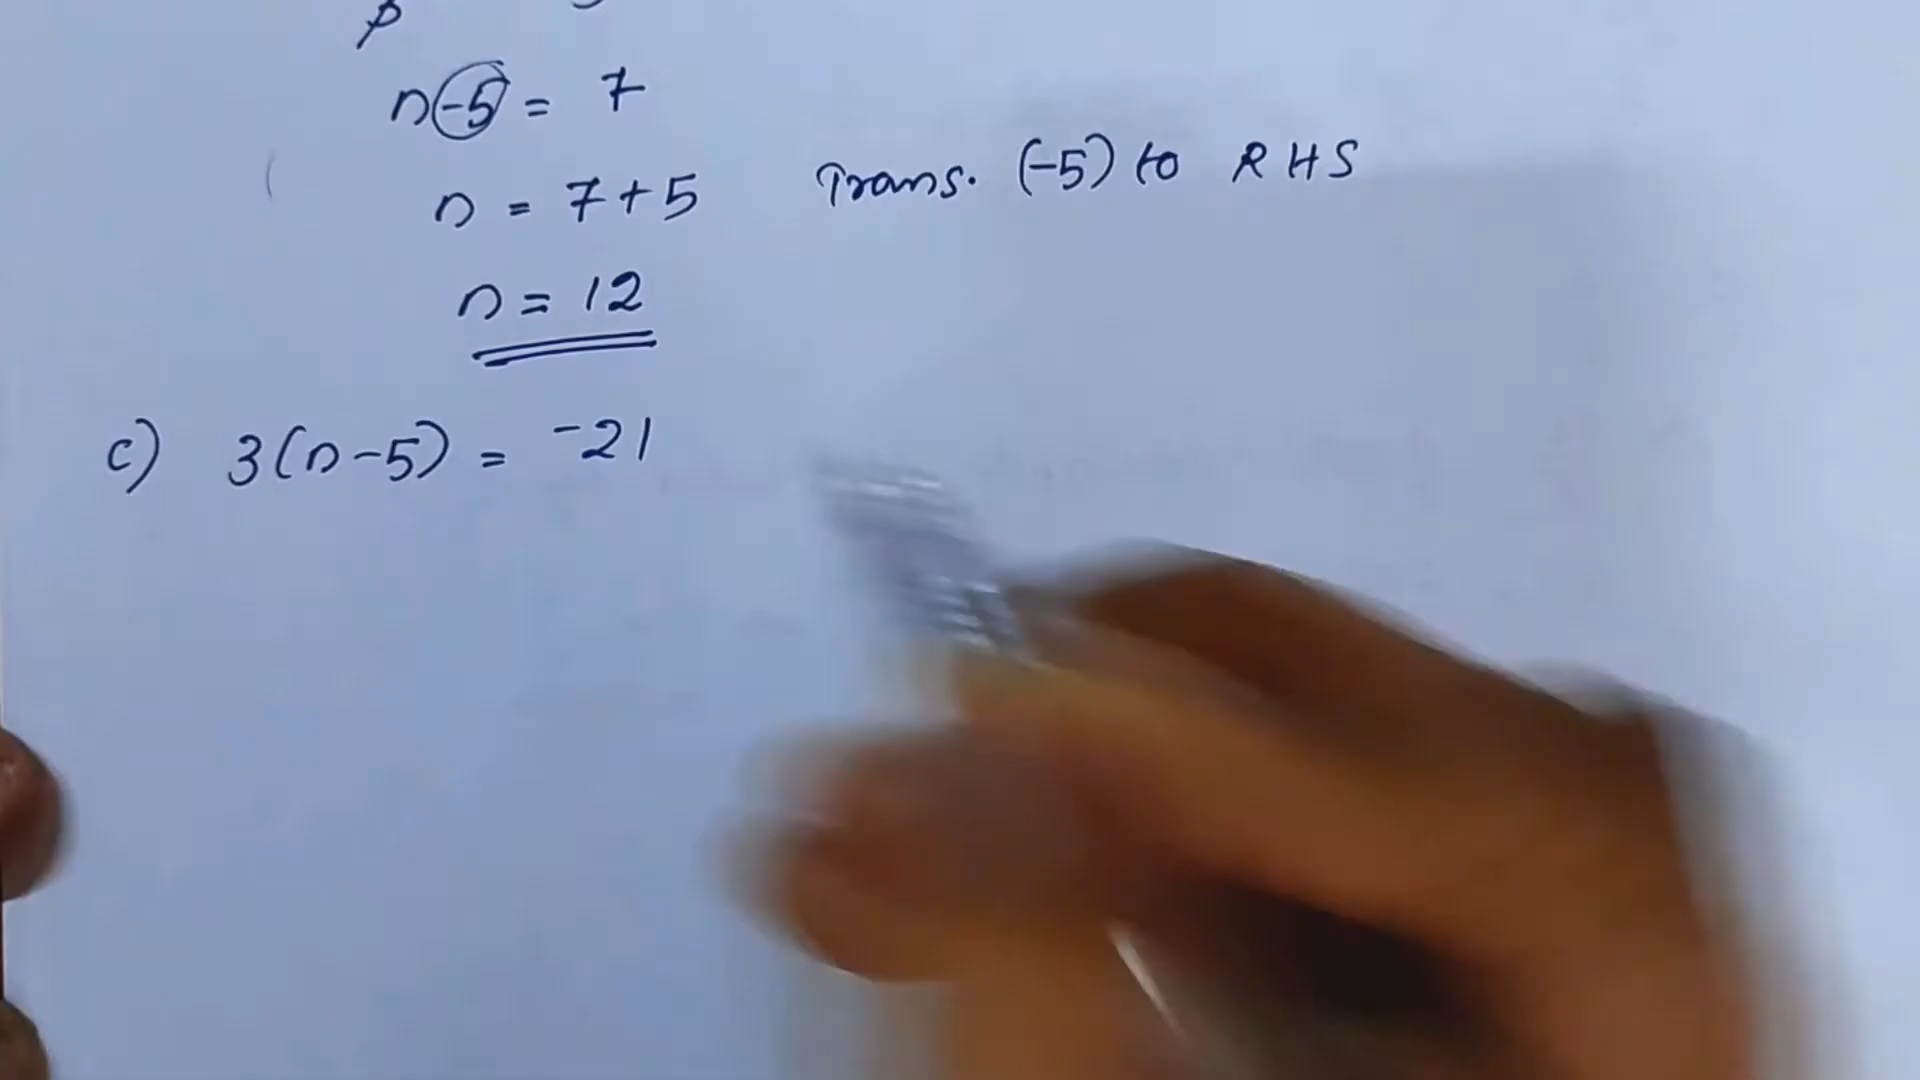 n-5 = 7
n = 7+5 Trans. (-5) to RHS
n = 12
c) 3(n-5) = -21